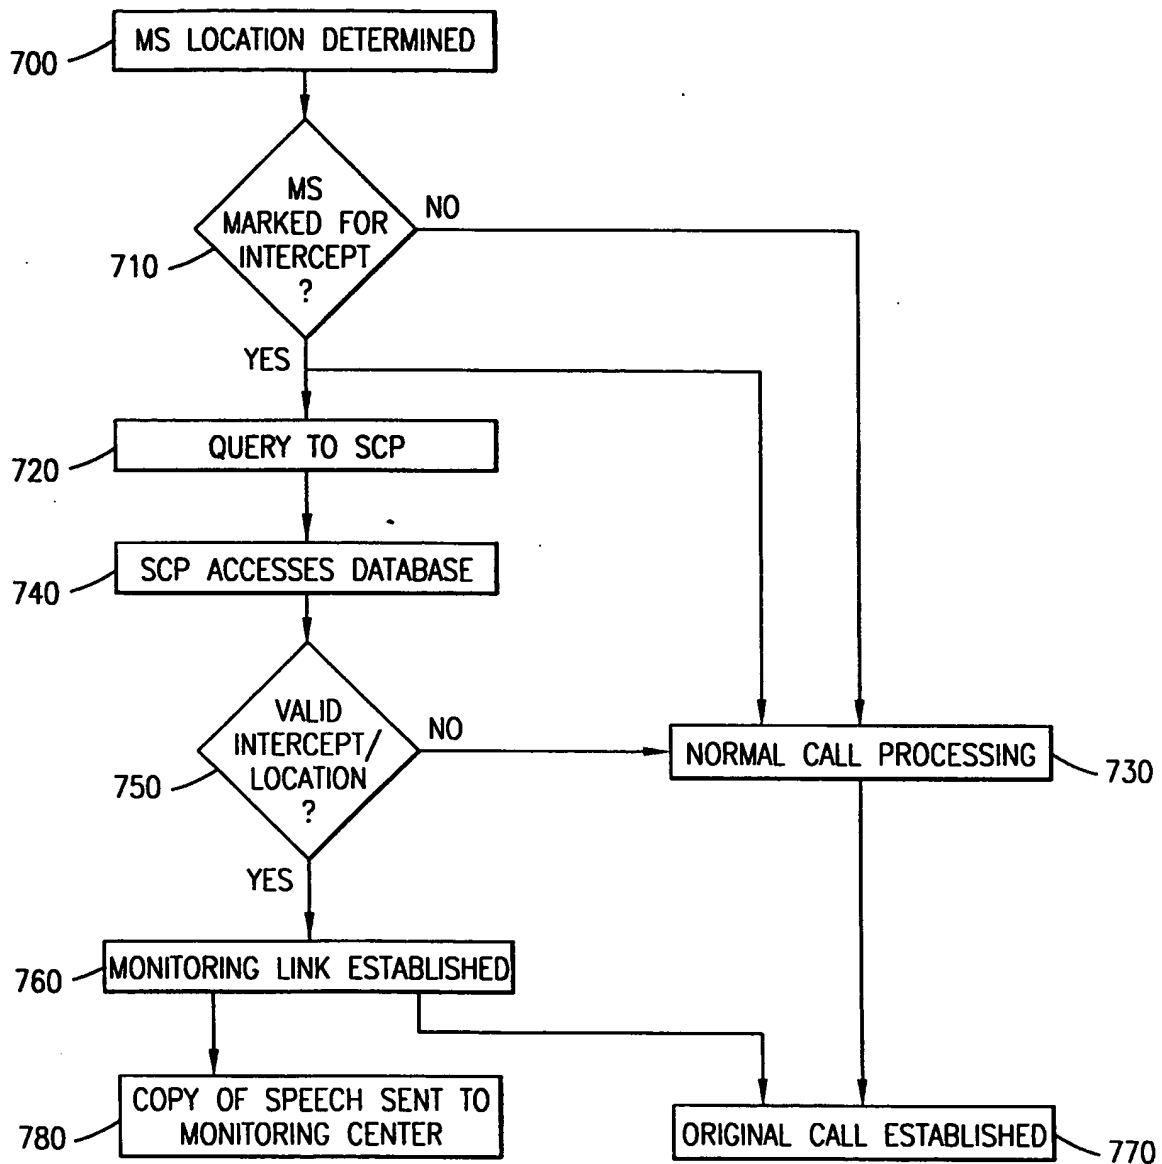 MS LOCATION DETERMINED
700
MS
MARKED FOR
INTERCEPT
?
NO
710
YES
QUERY TO SCP
720
SCP ACCESSES DATABASE
740
VALID
INTERCEPT/
LOCATION
?
NO
750
NORMAL CALL PROCESSING
730
YES
MONITORING LINK ESTABLISHED
760
COPY OF SPEECH SENT TO
MONITORING CENTER
780
ORIGINAL CALL ESTABLISHED
770